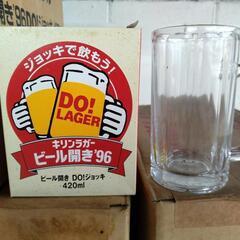 ジョッキで飲もう!
DO!
LAGER
キリンラガー
ビール開き'96
ビール開き DO!ジョッキ
420ml